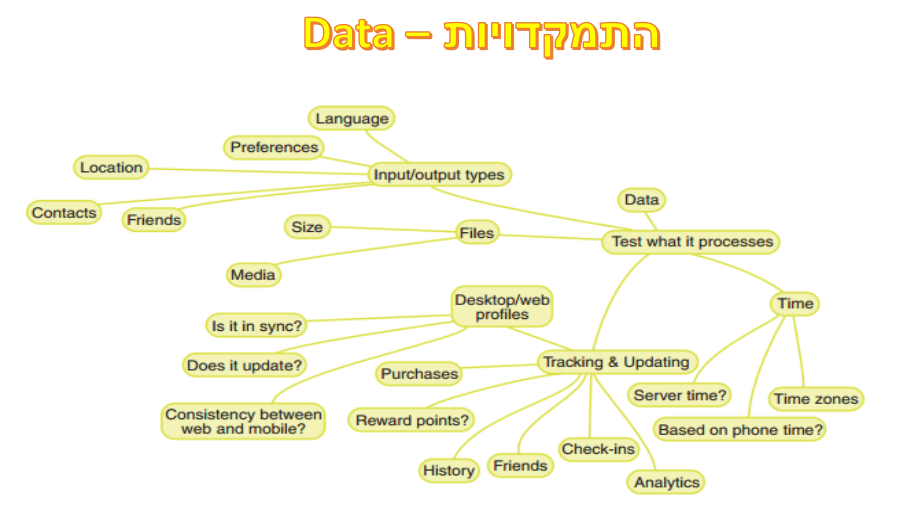 התמקדויות – Data
Language
Preferences
Location
Input/output types
Contacts
Friends
Data
Size
Files
Test what it processes
Media
Desktop/web
profiles
Time
Is it in sync?
Does it update?
Tracking & Updating
Purchases
Server time?
Time zones
Consistency between
web and mobile?
Reward points?
Based on phone time?
Check-ins
History
Friends
Analytics